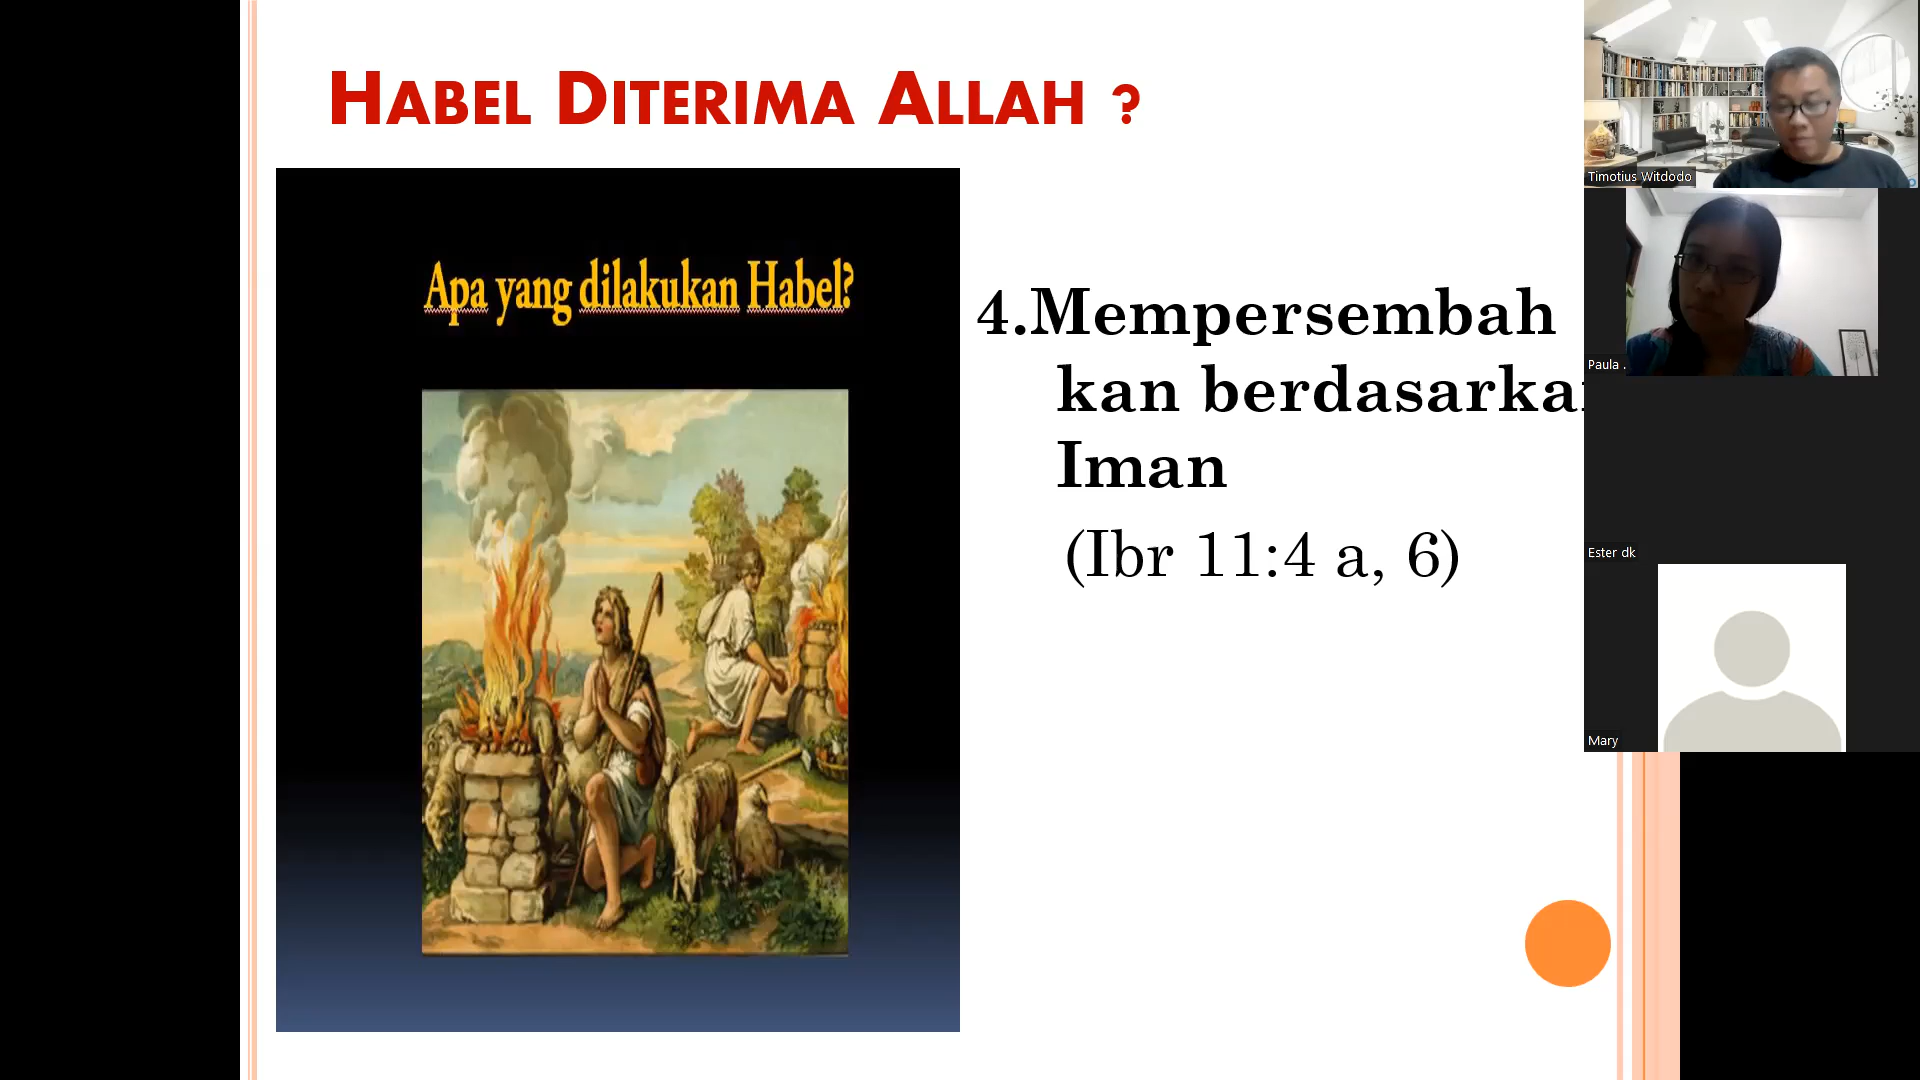 HABEL DITERIMA ALLAH ?
Apa yang dilakukan Habel?
4.Mempersembah
kan berdasarka
Iman
(Ibr 11:4 a, 6)
Timotius Witdodo
Paula .
Ester dk
Mary